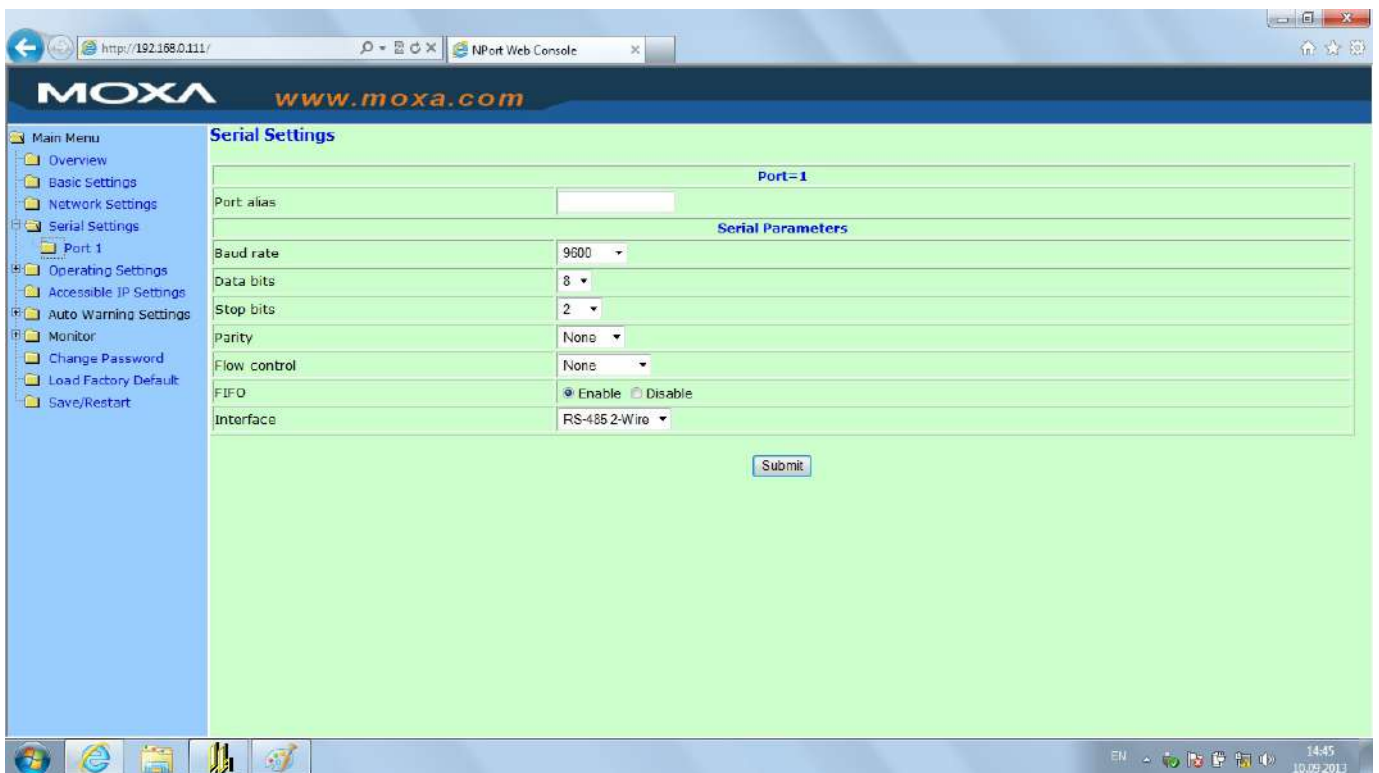 http://192.168.0.111/
NPort Web Console
MOXA
www.moxa.com
Main Menu
Overview
Basic Settings
Network Settings
Serial Settings
Port 1
Operating Settings
Accessible IP Settings
Auto Warning Settings
Monitor
Change Password
Load Factory Default
Save/Restart
Serial Settings
Port=1
Port alias
Serial Parameters
Baud rate 9600
Data bits 8
Stop bits 2
Parity None
Flow control None
FIFO Enable Disable
Interface RS-485 2-Wire
Submit
EN
14:45
10.09.2013